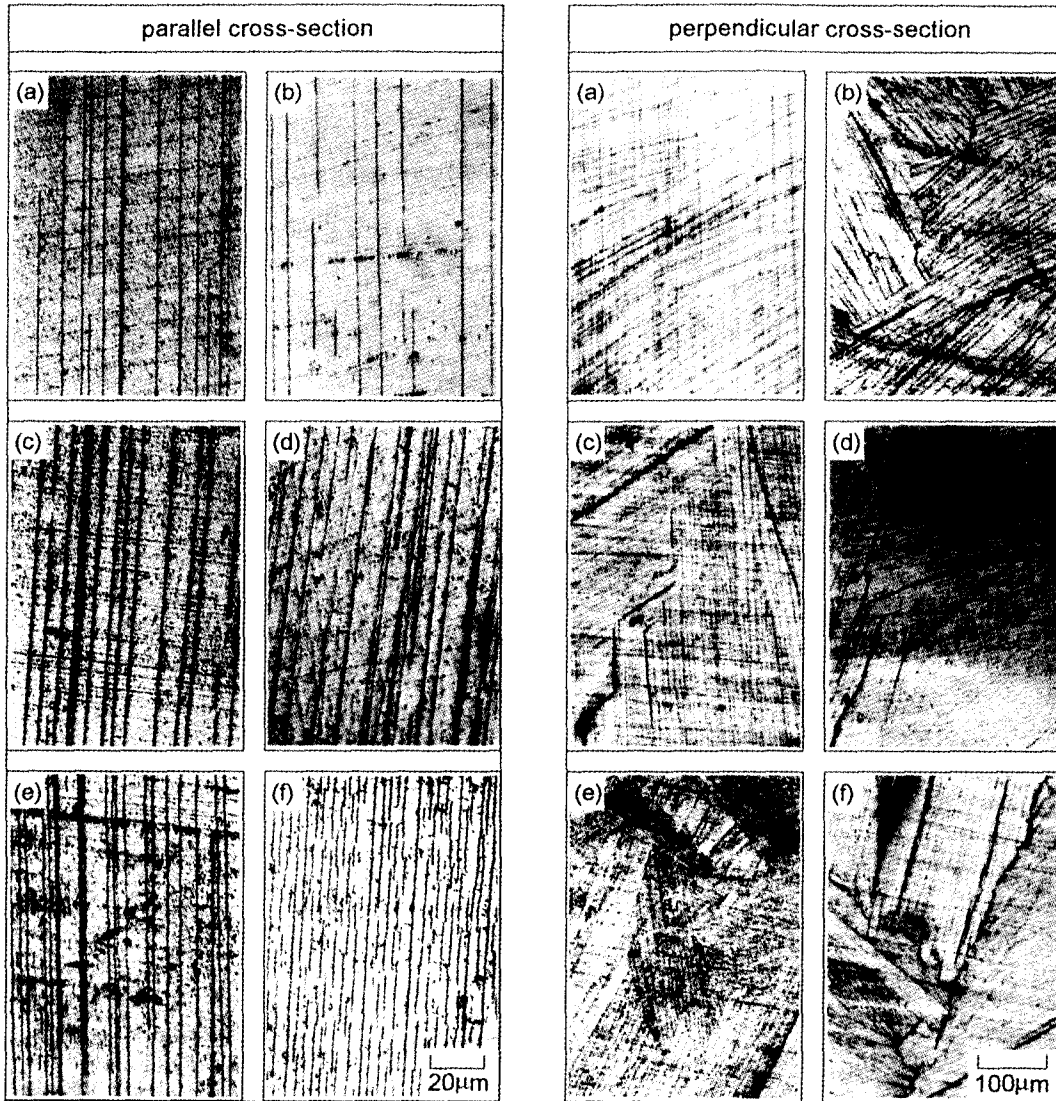 parallel cross-section
perpendicular cross-section
(a)
(b)
(a)
(b)
(c)
(d)
(c)
(d)
(e)
(f)
(e)
(f)
20μm
100μm